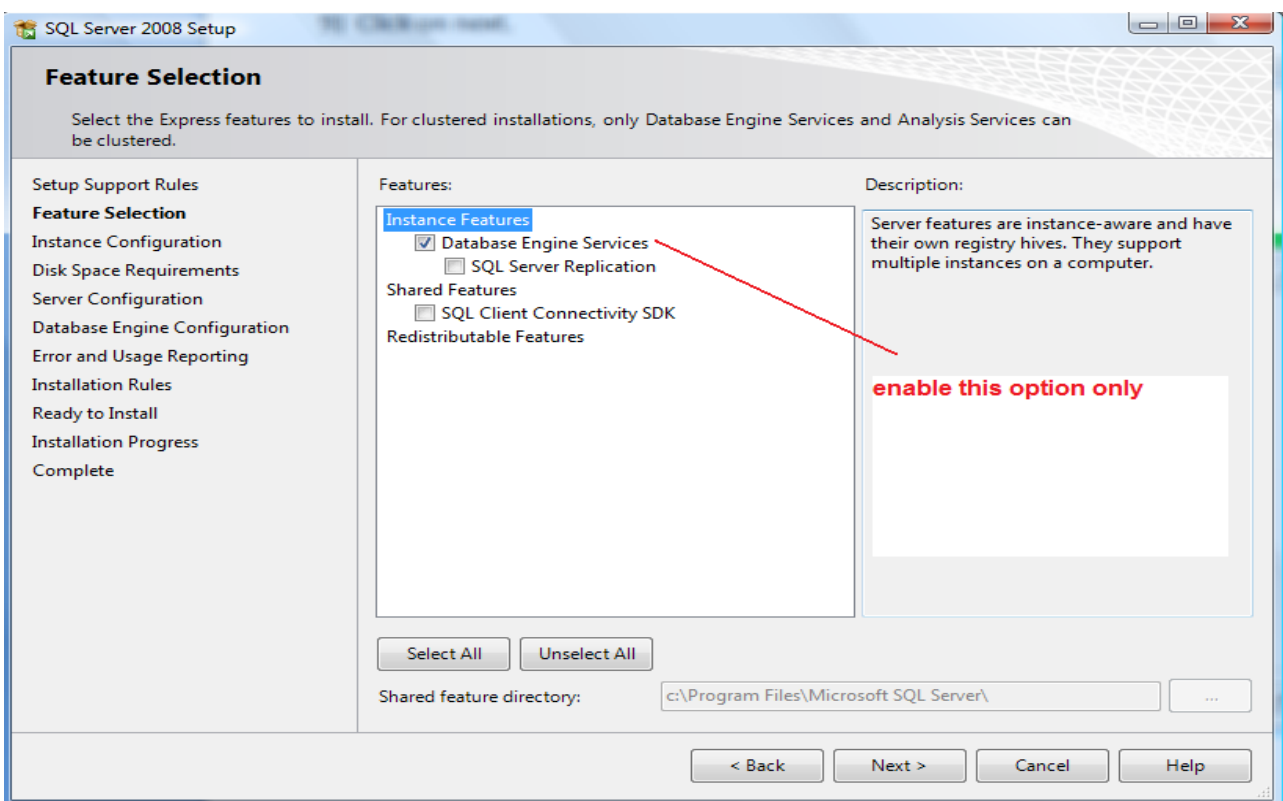 9) Click on next.
SQL Server 2008 Setup
Feature Selection
Select the Express features to install. For clustered installations, only Database Engine Services and Analysis Services can
be clustered.
Setup Support Rules
Feature Selection
Instance Configuration
Disk Space Requirements
Server Configuration
Database Engine Configuration
Error and Usage Reporting
Installation Rules
Ready to Install
Installation Progress
Complete
Features:
Instance Features
Database Engine Services
SQL Server Replication
Shared Features
SQL Client Connectivity SDK
Redistributable Features
Description:
Server features are instance-aware and have
their own registry hives. They support
multiple instances on a computer.
enable this option only
Select All
Unselect All
Shared feature directory:
c:\Program Files\Microsoft SQL Server\
...
< Back
Next >
Cancel
Help